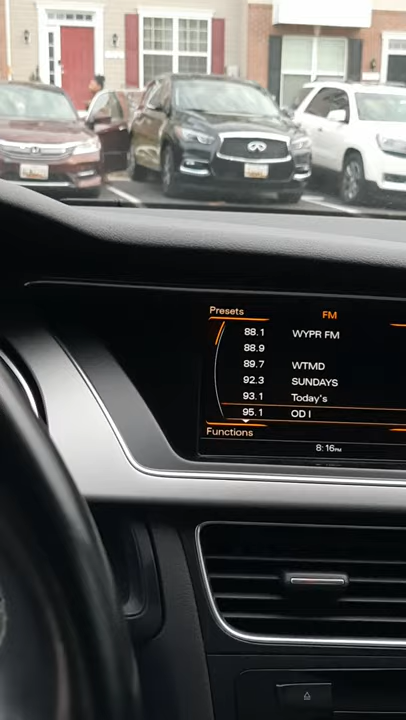 Presets
FM
88.1 WYPR FM
88.9
89.7 WTMD
92.3 SUNDAYS
93.1 Today's
95.1 OD I
Functions
8:16PM